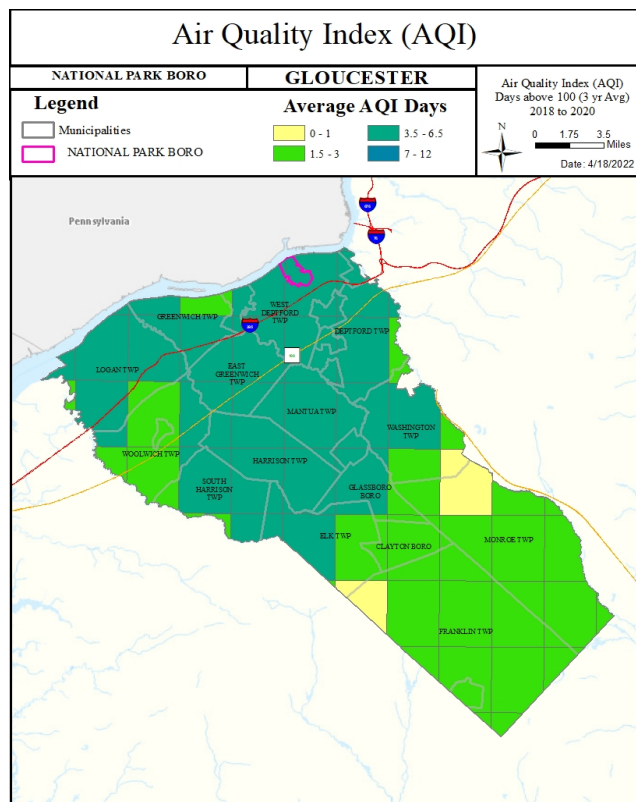 Air Quality Index (AQI)
NATIONAL PARK BORO
GLOUCESTER
Air Quality Index (AQI)
Days above 100 (3 yr Avg)
2018 to 2020
Legend
Municipalities
NATIONAL PARK BORO
Average AQI Days
0 - 1
3.5 - 6.5
1.5 - 3
7 - 12
N
0 1.75 3.5
Miles
Date: 4/18/2022
Pennsylvania
GREENWICH TWP
WEST
DEPTFORD
TWP
DEPTFORD TWP
LOGAN TWP
EAST
GREENWICH
TWP
MANTUA TWP
WASHINGTON
TWP
WOOLWICH TWP
HARRISON TWP
SOUTH
HARRISON
TWP
GLASSBORO
BORO
ELK TWP
CLAYTON BORO
MONROE TWP
FRANKLIN TWP